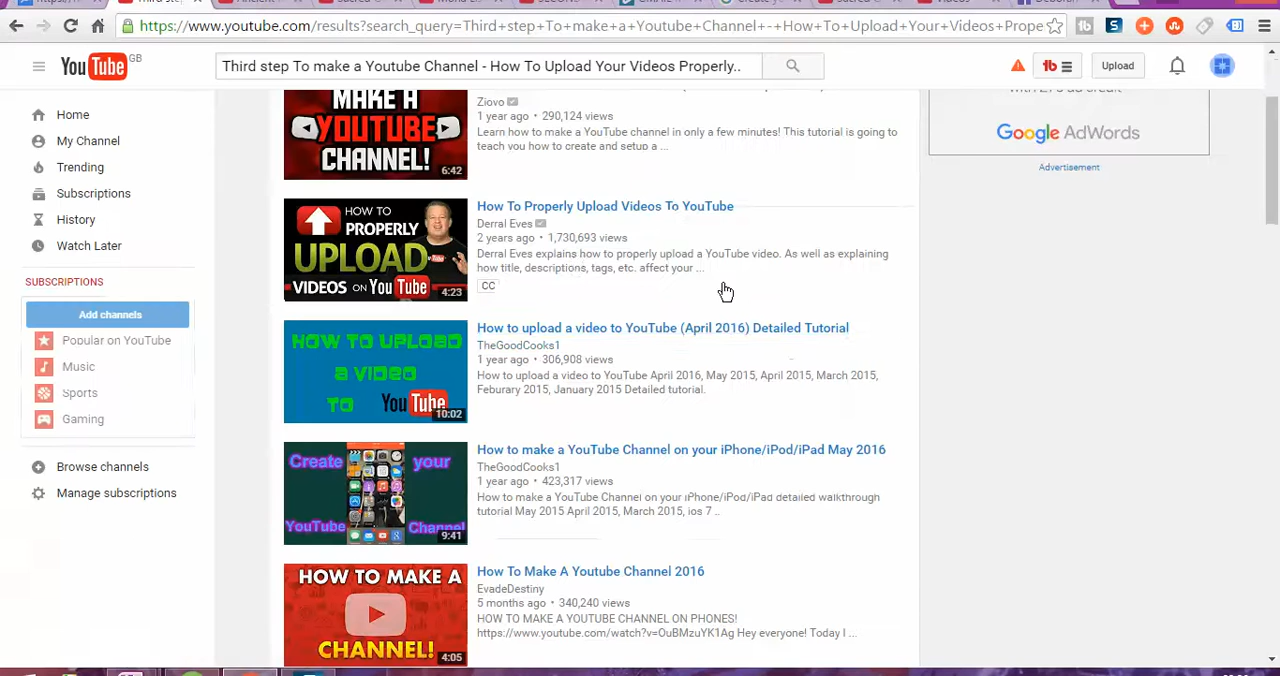 https://www.youtube.com/results?search_query=Third+step+To+make+a+Youtube+Channel+-+How+To+Upload+Your+Videos+Prope
YouTube GB
Third step To make a Youtube Channel - How To Upload Your Videos Properly..
Upload
Home
My Channel
Trending
Subscriptions
History
Watch Later
SUBSCRIPTIONS
Add channels
Popular on YouTube
Music
Sports
Gaming
Browse channels
Manage subscriptions
MAKE A
YOUTUBE
CHANNEL!
6:42
Ziovo
1 year ago • 290,124 views
Learn how to make a YouTube channel in only a few minutes! This tutorial is going to
teach you how to create and setup a ...
HOW TO
PROPERLY
UPLOAD
VIDEOS ON YouTube
4:23
How To Properly Upload Videos To YouTube
Derral Eves
2 years ago • 1,730,693 views
Derral Eves explains how to properly upload a YouTube video. As well as explaining
how title, descriptions, tags, etc. affect your ...
CC
HOW TO UPLOAD
a VIDEO
TO YouTube
10:02
How to upload a video to YouTube (April 2016) Detailed Tutorial
TheGoodCooks1
1 year ago • 306,908 views
How to upload a video to YouTube April 2016, May 2015, April 2015, March 2015,
Feburary 2015, January 2015 Detailed tutorial.
Create your
YouTube Channel
9:41
How to make a YouTube Channel on your iPhone/iPod/iPad May 2016
TheGoodCooks1
1 year ago • 423,317 views
How to make a YouTube Channel on your iPhone/iPod/iPad detailed walkthrough
tutorial May 2015 April 2015, March 2015, ios 7 ..
HOW TO MAKE A
CHANNEL!
4:05
How To Make A Youtube Channel 2016
EvadeDestiny
5 months ago • 340,240 views
HOW TO MAKE A YOUTUBE CHANNEL ON PHONES!
https://www.youtube.com/watch?v=OuBMzuYK1Ag Hey everyone! Today I ...
Google AdWords
Advertisement